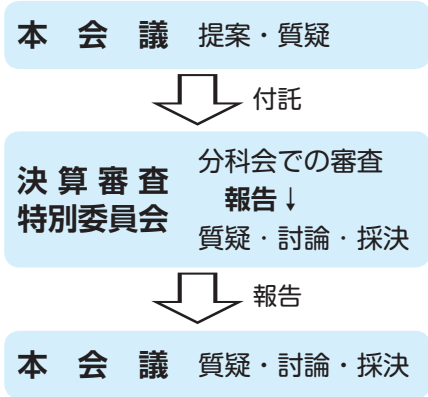 本会議 提案・質疑
付託
決算審査特別委員会
分科会での審査
報告↓
質疑・討論・採決
報告
本会議 質疑・討論・採決